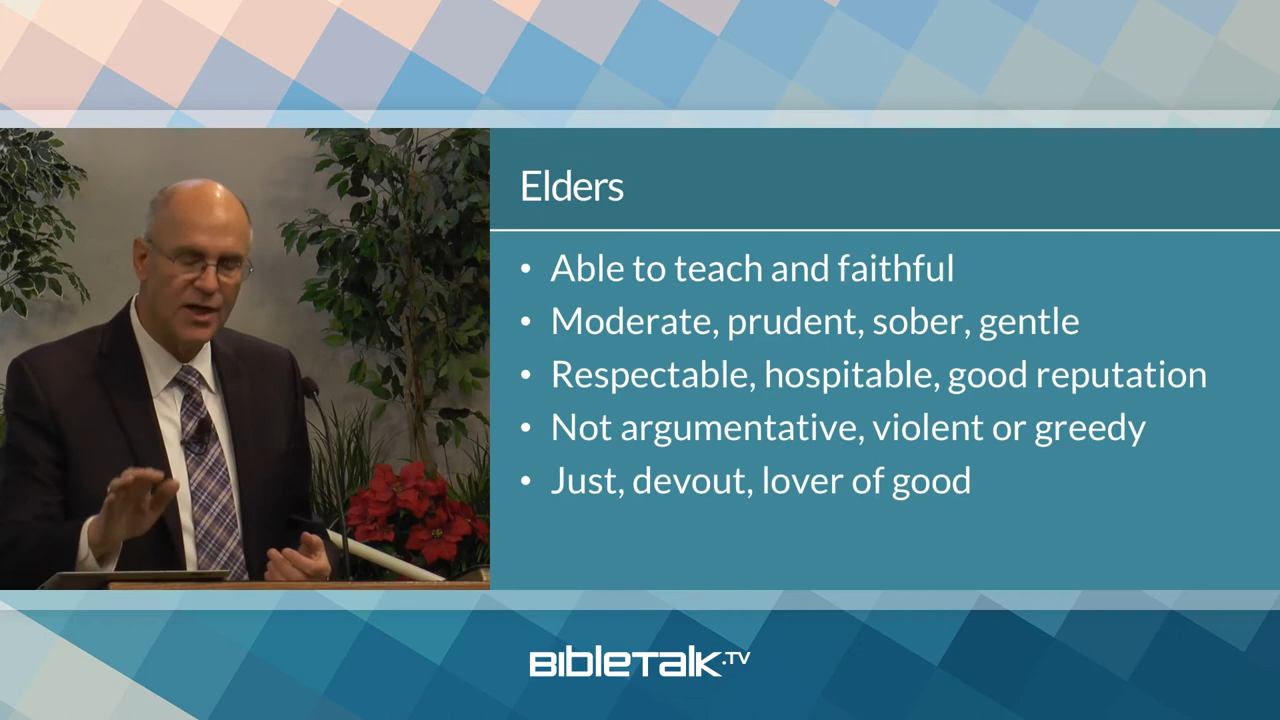 Elders
• Able to teach and faithful
• Moderate, prudent, sober, gentle
• Respectable, hospitable, good reputation
• Not argumentative, violent or greedy
• Just, devout, lover of good
BibleTalk.TV